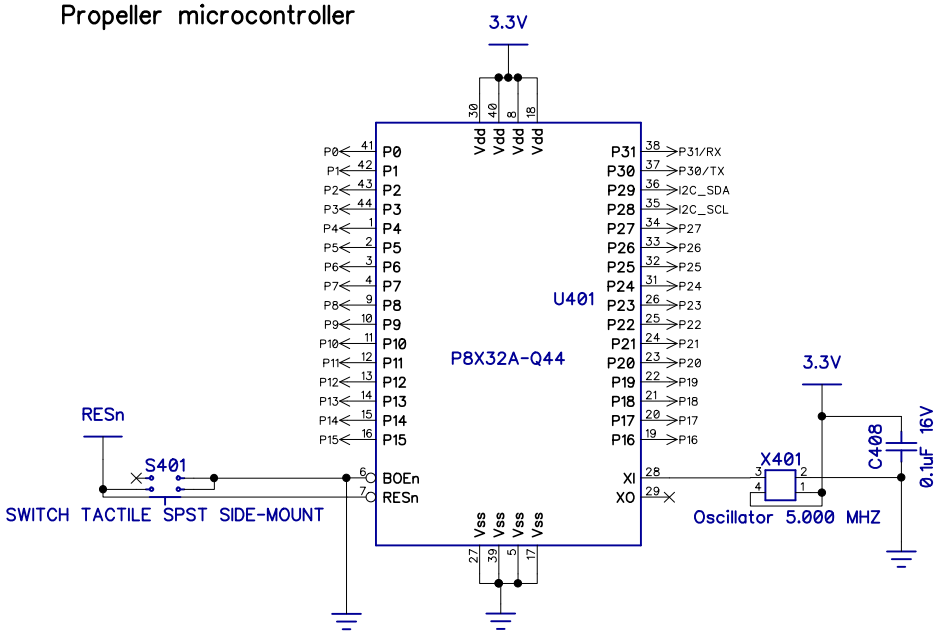 Propeller microcontroller
3.3V
30 40 8 18
Vdd Vdd Vdd Vdd
P0 41 P0 P31 38 P31/RX
P1 42 P1 P30 37 P30/TX
P2 43 P2 P29 36 I2C_SDA
P3 44 P3 P28 35 I2C_SCL
P4 1 P4 P27 34 P27
P5 2 P5 P26 33 P26
P6 3 P6 P25 32 P25
P7 4 P7 P24 31 P24
U401
P8 9 P8 P23 26 P23
P9 10 P9 P22 25 P22
P10 11 P10 P21 24 P21
P8X32A-Q44
P11 12 P11 P20 23 P20
3.3V
P12 13 P12 P19 22 P19
P13 14 P13 P18 21 P18
RESn
P14 15 P14 P17 20 P17
P15 16 P15 P16 19 P16
C408
0.1uF 16V
S401
X401
6 BOEn XI 28 3 2
7 RESn XO 29 4 1
SWITCH TACTILE SPST SIDE-MOUNT
Oscillator 5.000 MHZ
Vss Vss Vss Vss
27 39 5 17